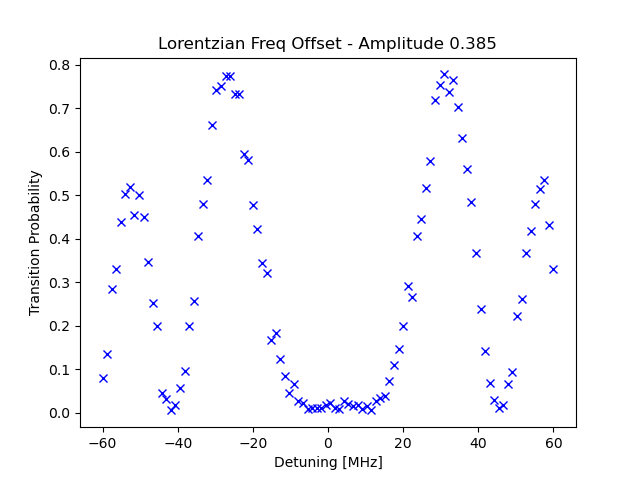 Lorentzian Freq Offset - Amplitude 0.385
Transition Probability
0.8
0.7
0.6
0.5
0.4
0.3
0.2
0.1
0.0
−60 −40 −20 0 20 40 60
Detuning [MHz]